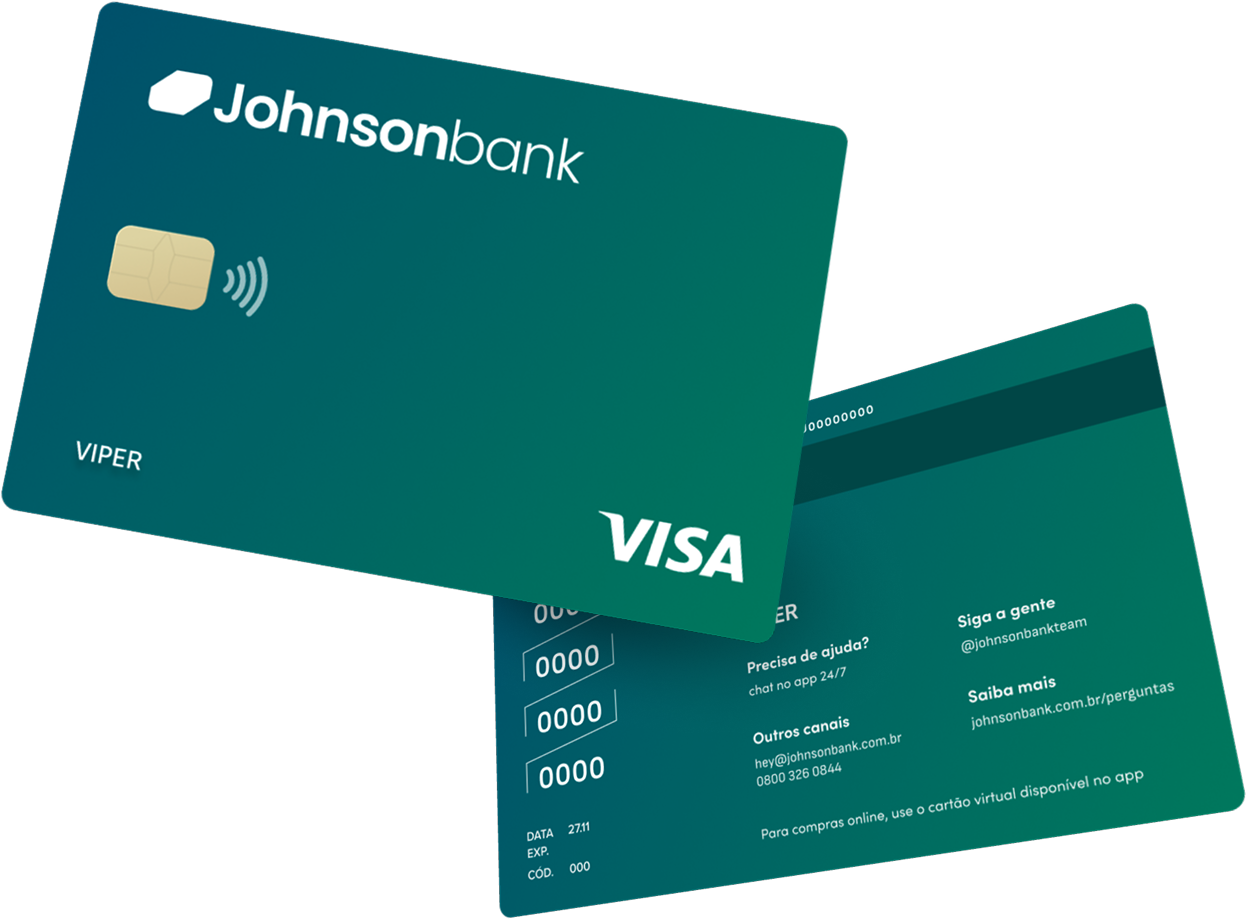 Johnsonbank
VIPER
VISA
00000000
0000
0000
0000
DATA EXP. 27.11
CÓD. 000
Precisa de ajuda?
chat no app 24/7
Outros canais
hey@johnsonbank.com.br
0800 326 0844
Siga a gente
@johnsonbankteam
Saiba mais
johnsonbank.com.br/perguntas
Para compras online, use o cartão virtual disponível no app